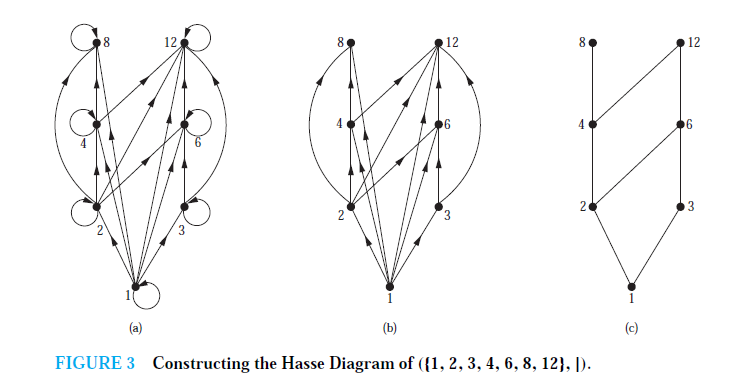 8 12 8 12 8 12
4 6 4 6 4 6
2 3 2 3 2 3
1 1 1
(a) (b) (c)
FIGURE 3 Constructing the Hasse Diagram of ({1, 2, 3, 4, 6, 8, 12}, |).